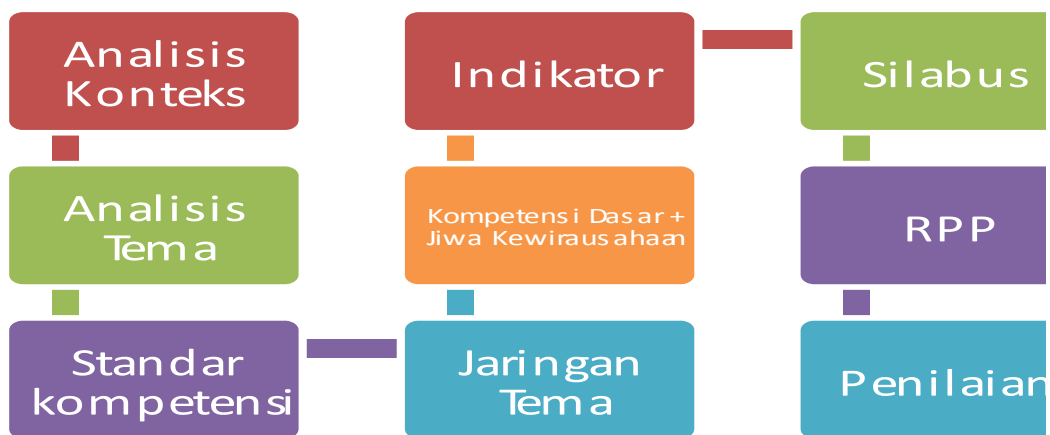 Analisis
Konteks
Analisis
Tema
Standar
kompetensi
Jaringan
Tema
Kompetensi Dasar +
Jiwa Kewirausahaan
Indikator
Silabus
RPP
Penilaian